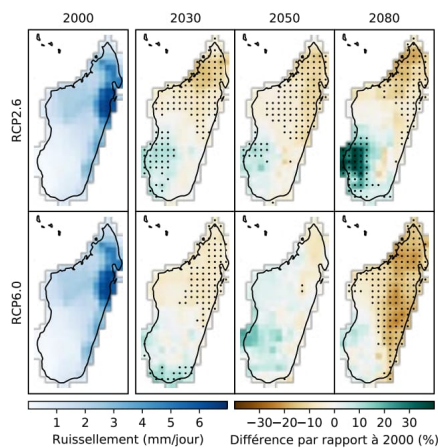 2000 2030 2050 2080
RCP2.6
RCP6.0
1 2 3 4 5 6 −30−20−10 0 10 20 30
Ruissellement (mm/jour) Différence par rapport à 2000 (%)